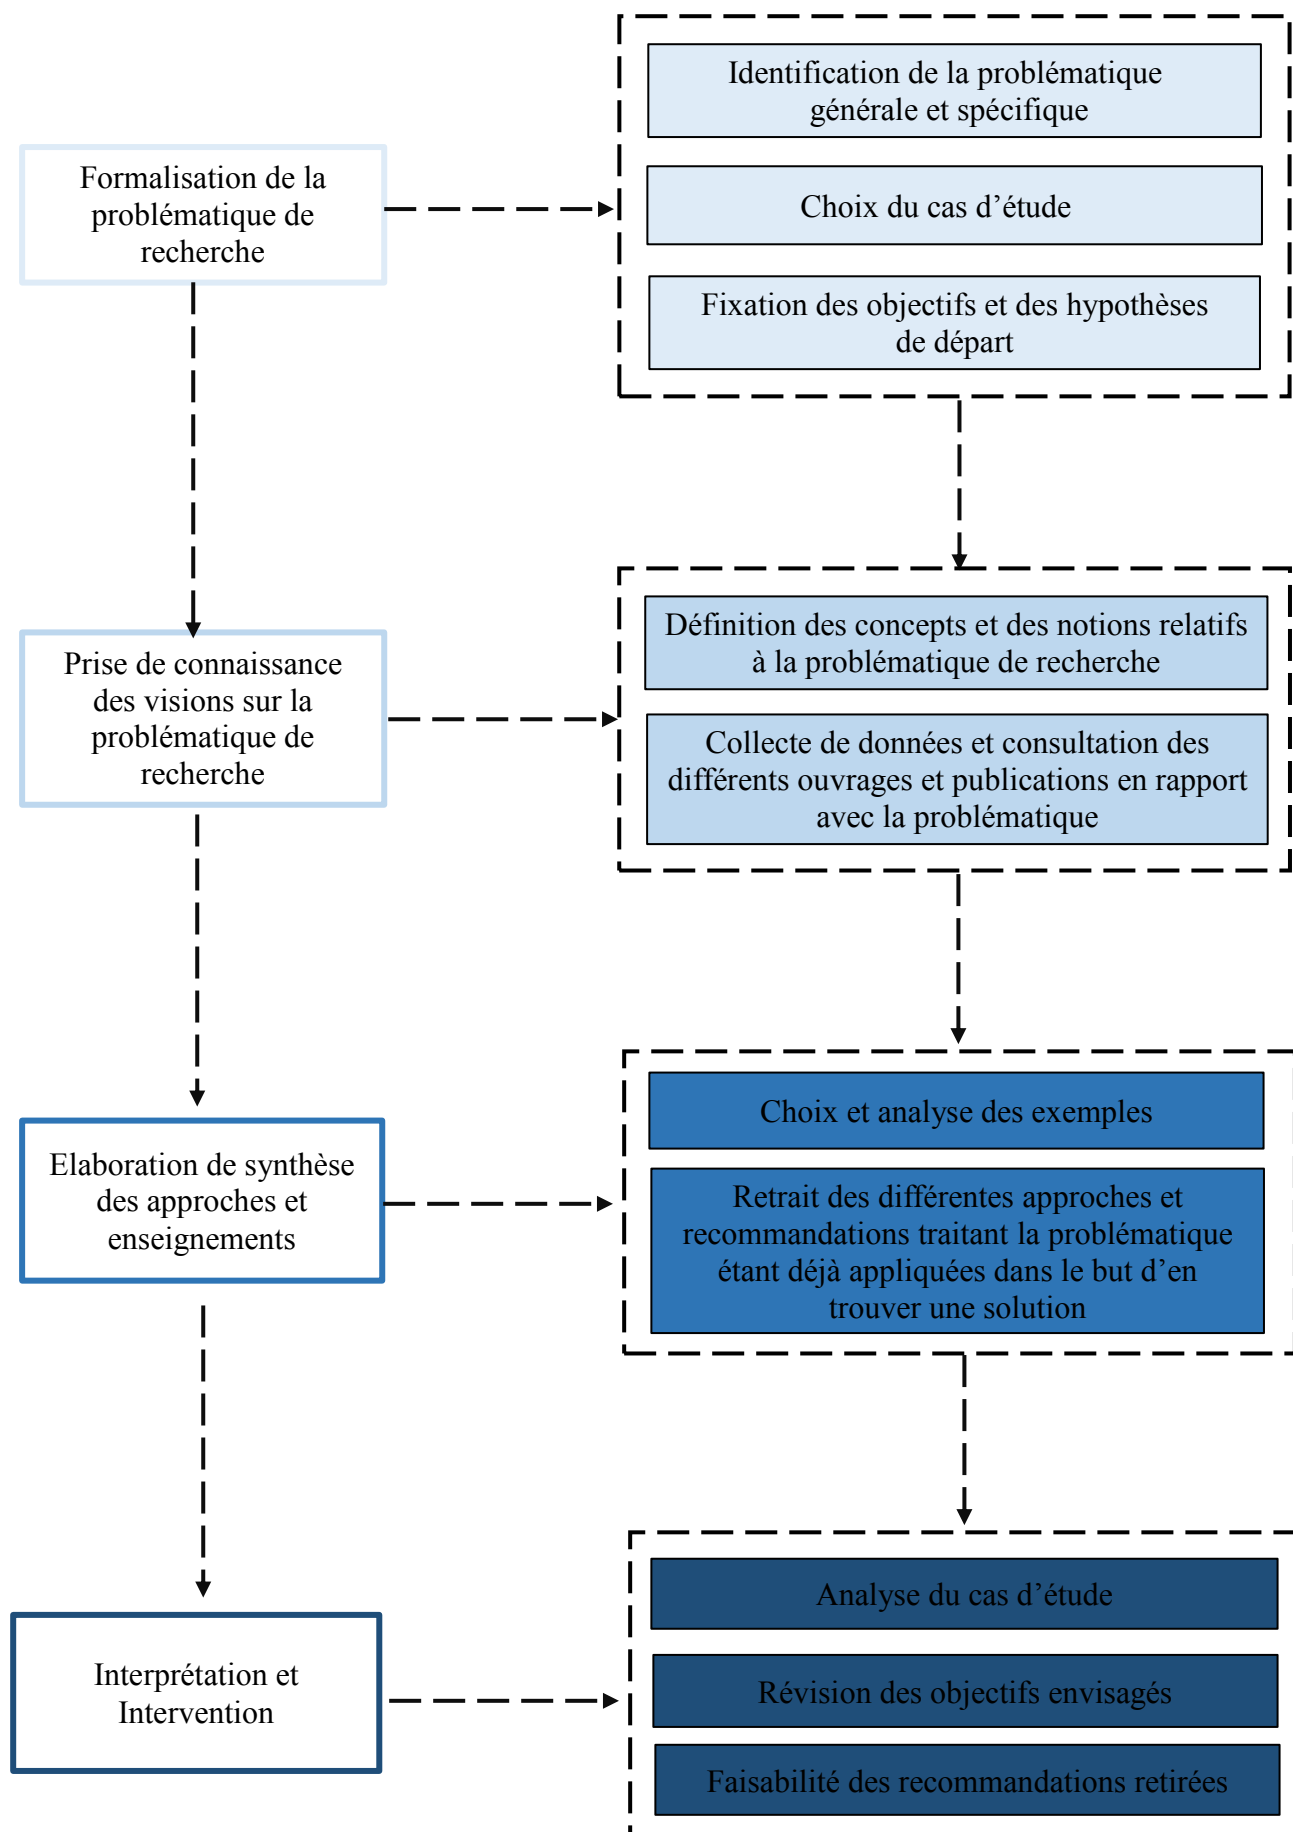 Formalisation de la
problématique de
recherche
Identification de la problématique
générale et spécifique
Choix du cas d’étude
Fixation des objectifs et des hypothèses
de départ
Prise de connaissance
des visions sur la
problématique de
recherche
Définition des concepts et des notions relatifs
à la problématique de recherche
Collecte de données et consultation des
différents ouvrages et publications en rapport
avec la problématique
Elaboration de synthèse
des approches et
enseignements
Choix et analyse des exemples
Retrait des différentes approches et
recommandations traitant la problématique
étant déjà appliquées dans le but d’en
trouver une solution
Interprétation et
Intervention
Analyse du cas d’étude
Révision des objectifs envisagés
Faisabilité des recommandations retirées